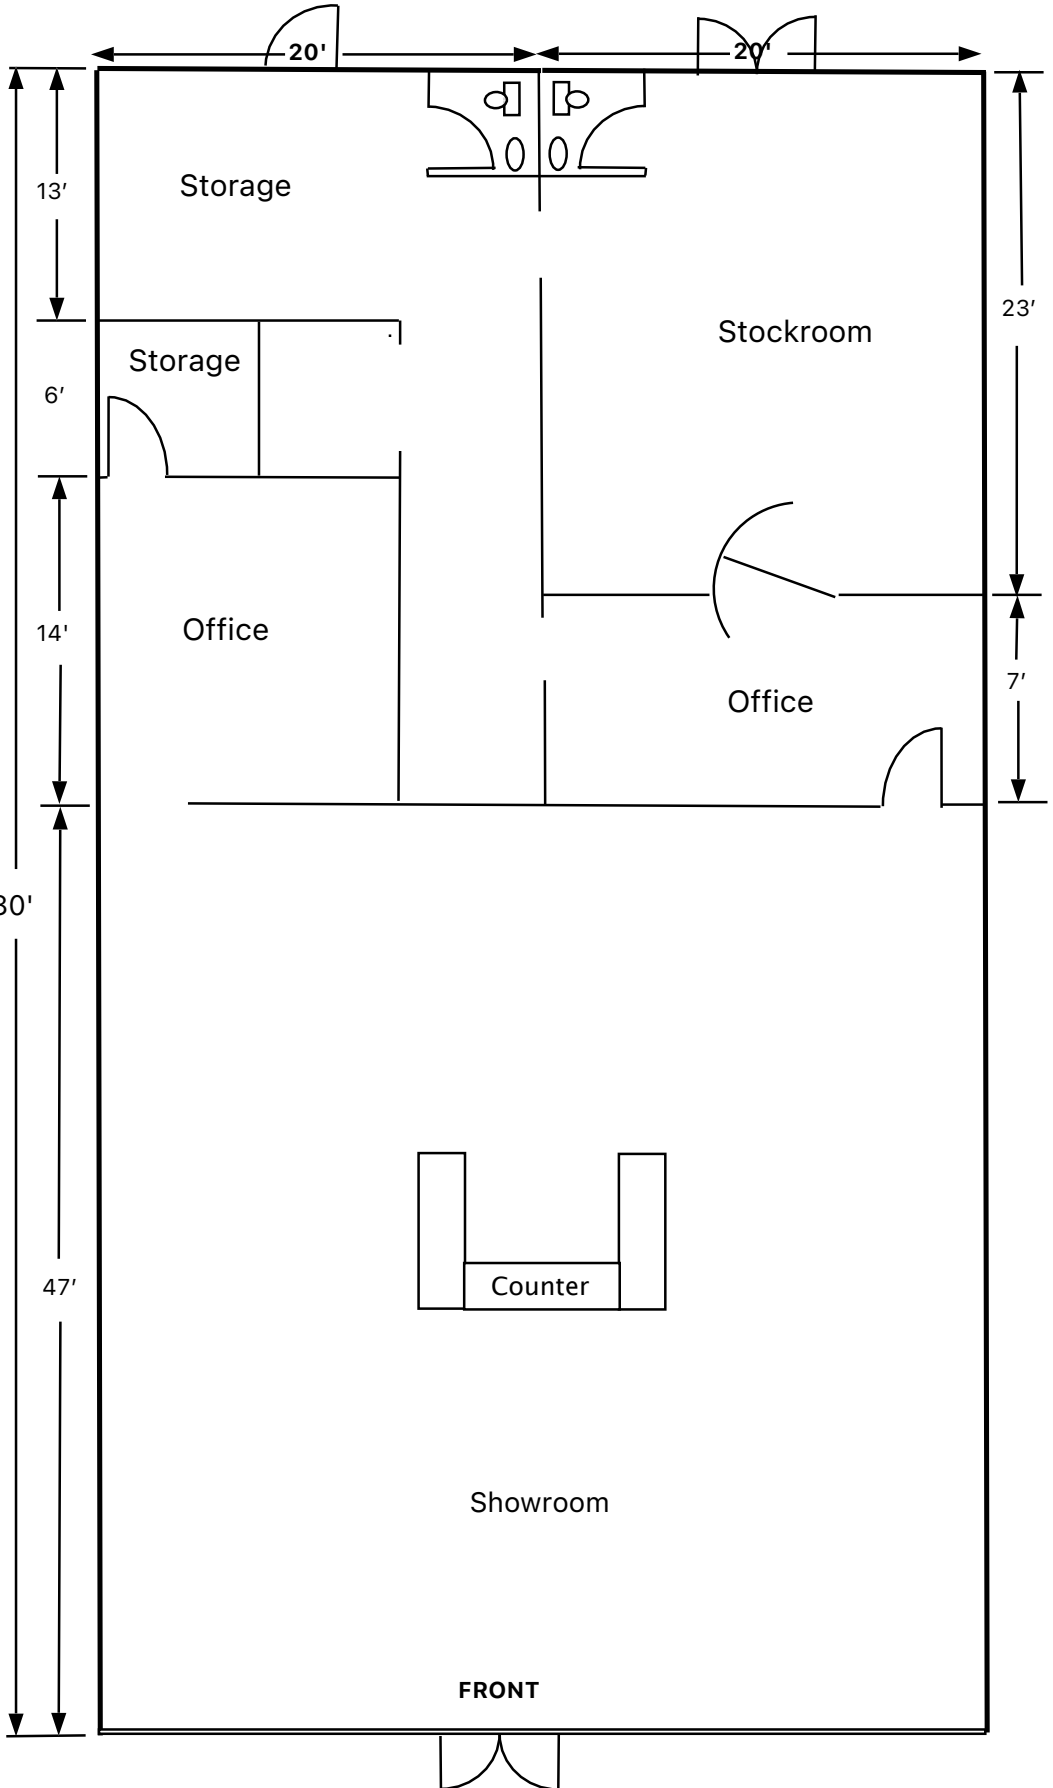 20'
20'
Storage
13′
23′
Stockroom
Storage
6′
Office
14'
7′
Office
47′
Counter
Showroom
FRONT